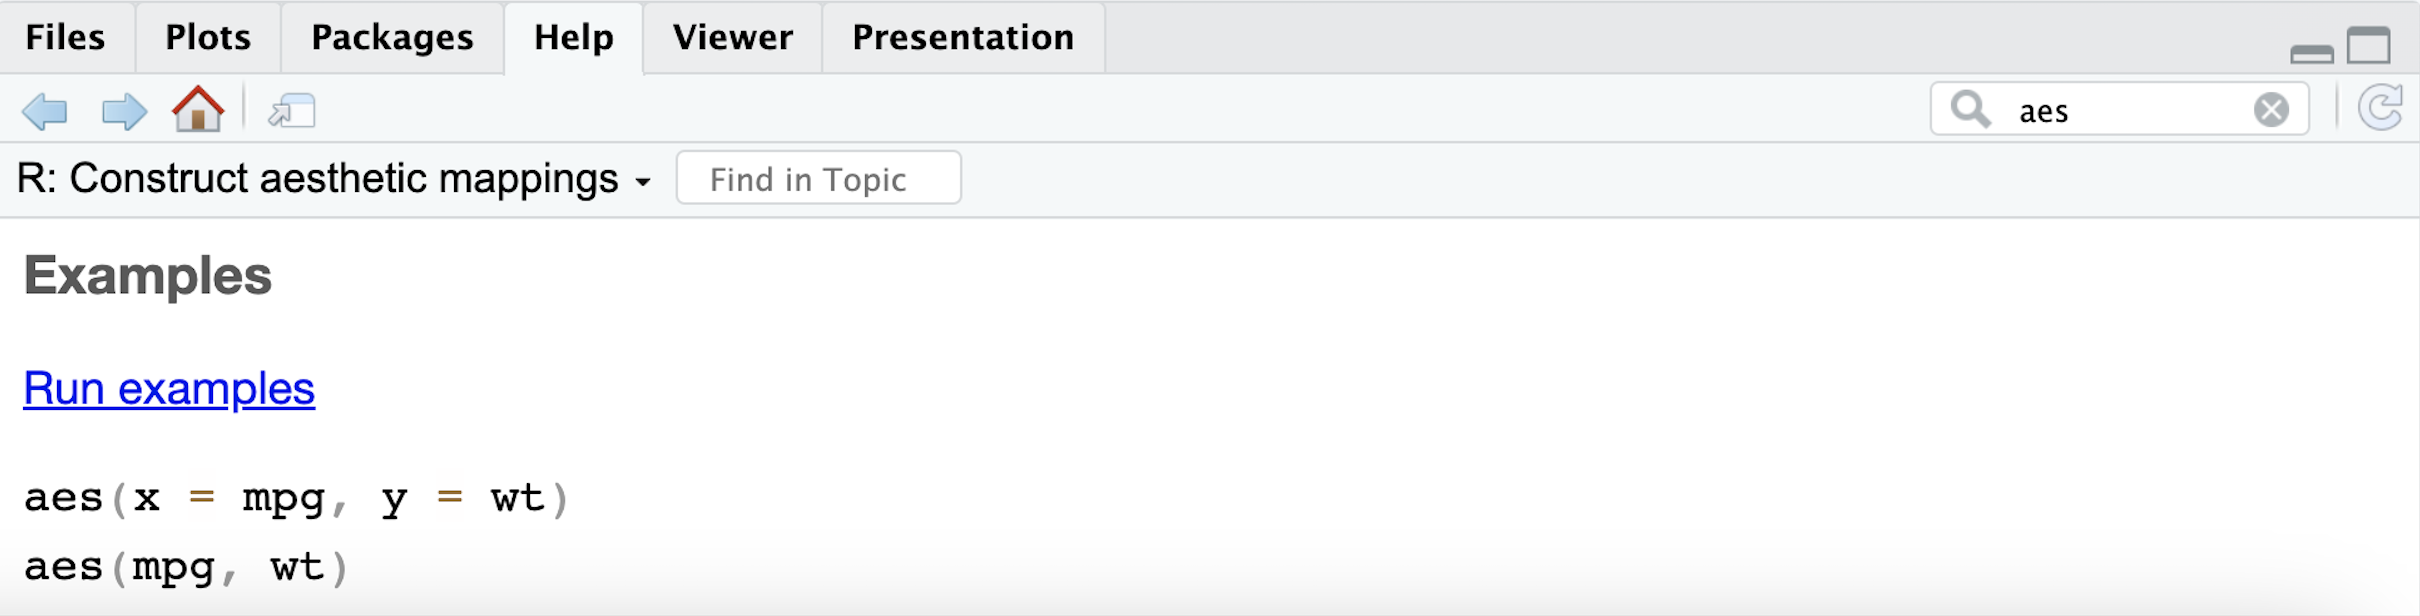 Files Plots Packages Help Viewer Presentation
aes
R: Construct aesthetic mappings Find in Topic
Examples
Run examples
aes(x = mpg, y = wt)
aes(mpg, wt)